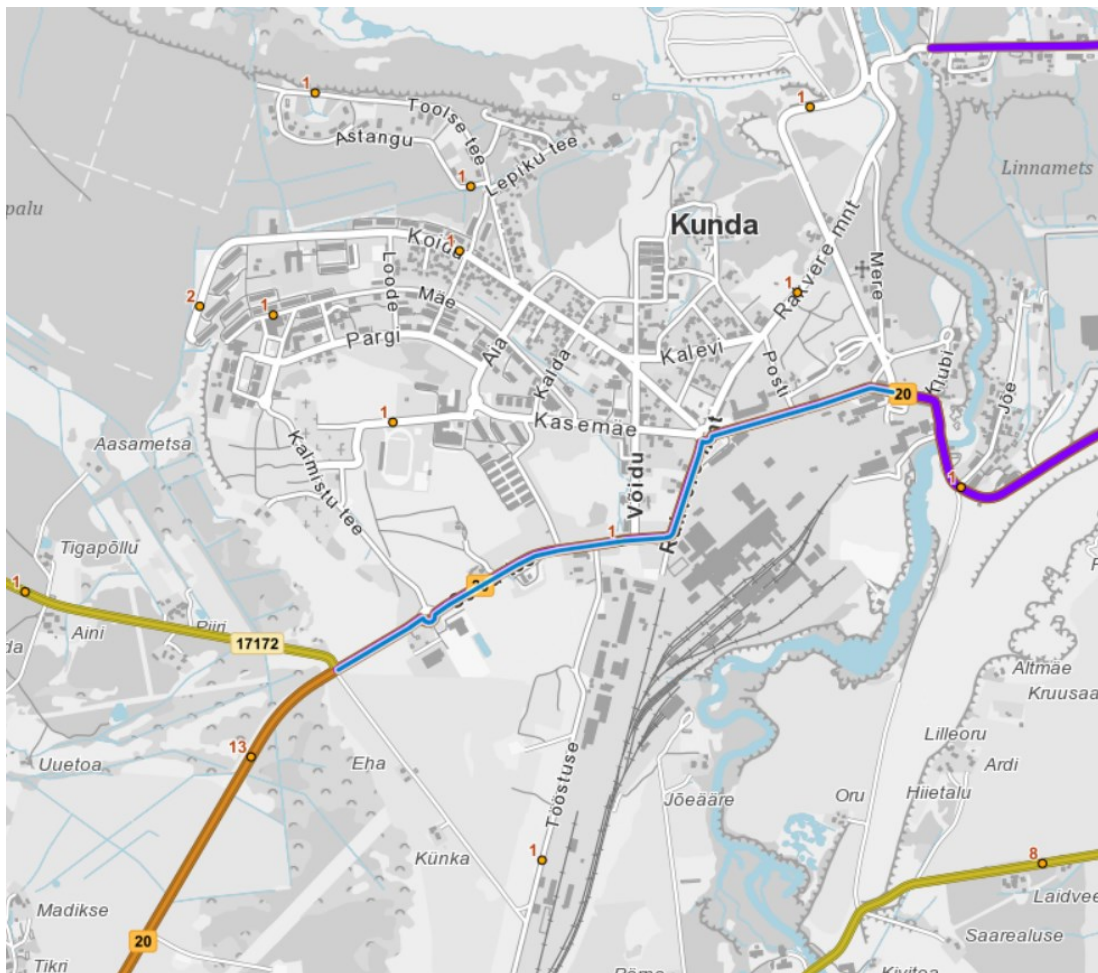 1
Toolse tee
Astangu
1
Lepiku tee
1
Linnamets
palu
Kunda
Koidu
1
Loode
2
1
Mäe
Pargi
Aia
Kalda
Kalevi
Rakvere mnt
1
Mere
Posti
20
Klubi
Jõe
1
Kasemäe
Aasametsa
Kalmistu tee
Võidu
1
1
Tigapõllu
1
Aini
Piiri
17172
Altmäe
Kruusaa
Lilleoru
Ardi
Hiietalu
13
Uuetoa
Eha
Tööstuse
Jõeääre
Oru
Künka
1
8
Laidvee
Madikse
20
Tikri
Saarealuse
Kivitoa